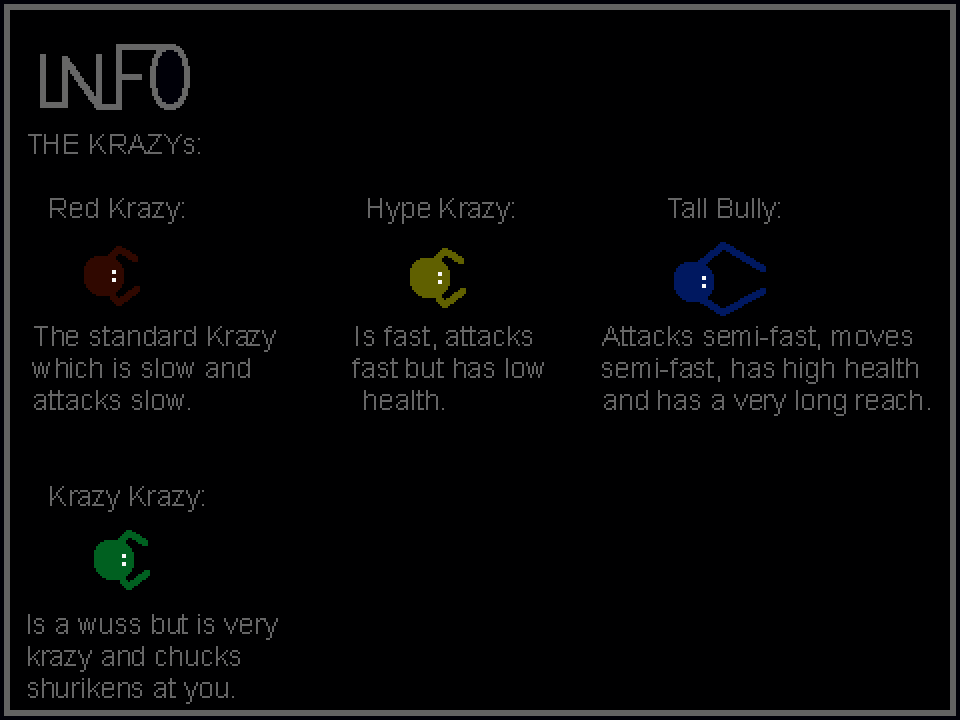 INFO
THE KRAZYs:
Red Krazy:
The standard Krazy
which is slow and
attacks slow.
Hype Krazy:
Is fast, attacks
fast but has low
health.
Tall Bully:
Attacks semi-fast, moves
semi-fast, has high health
and has a very long reach.
Krazy Krazy:
Is a wuss but is very
krazy and chucks
shurikens at you.